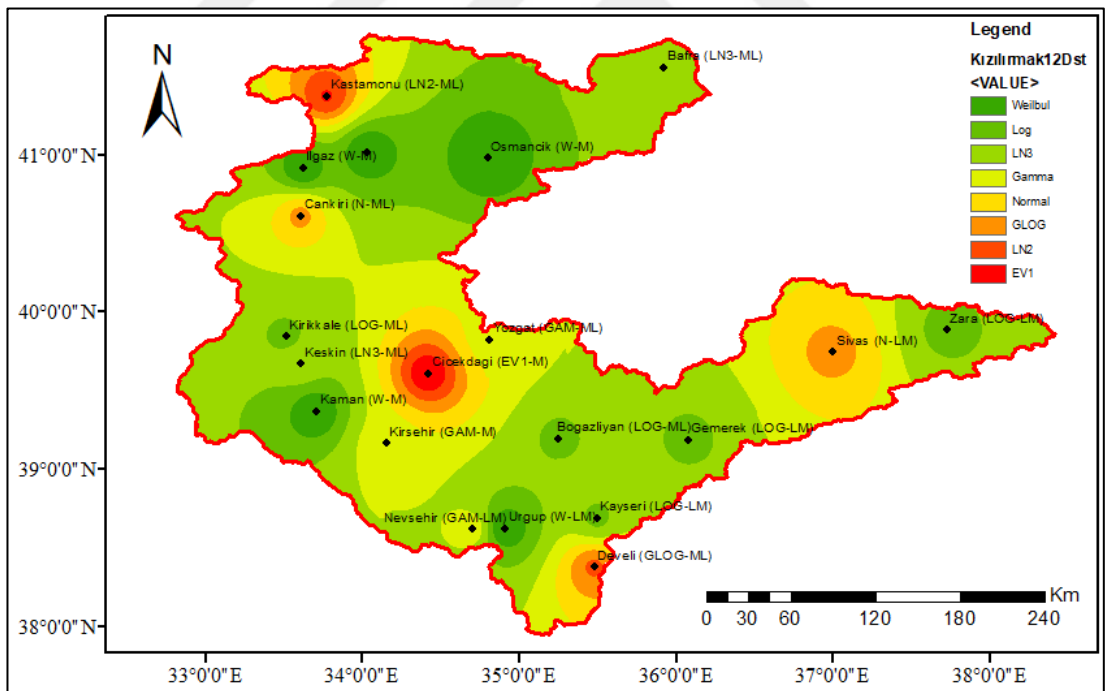 N
Legend
Kızılırmak12Dst
<VALUE>
Weilbul
Log
LN3
Gamma
Normal
GLOG
LN2
EV1
Bafra (LN3-ML)
Kastamonu (LN2-ML)
Osmancik (W-M)
Ilgaz (W-M)
Cankiri (N-ML)
Kirikkale (LOG-ML)
Yozgat (GAM-ML)
Keskin (LN3-ML)
Cicekdagi (EV1-M)
Kaman (W-M)
Kirsehir (GAM-M)
Zara (LOG-LM)
Sivas (N-LM)
Bogazliyan (LOG-ML)
Gemerek (LOG-LM)
Nevsehir (GAM-LM)
Urgup (W-LM)
Kayseri (LOG-LM)
Develi (GLOG-ML)
41°0'0"N
40°0'0"N
39°0'0"N
38°0'0"N
Km
0 30 60 120 180 240
33°0'0"E 34°0'0"E 35°0'0"E 36°0'0"E 37°0'0"E 38°0'0"E